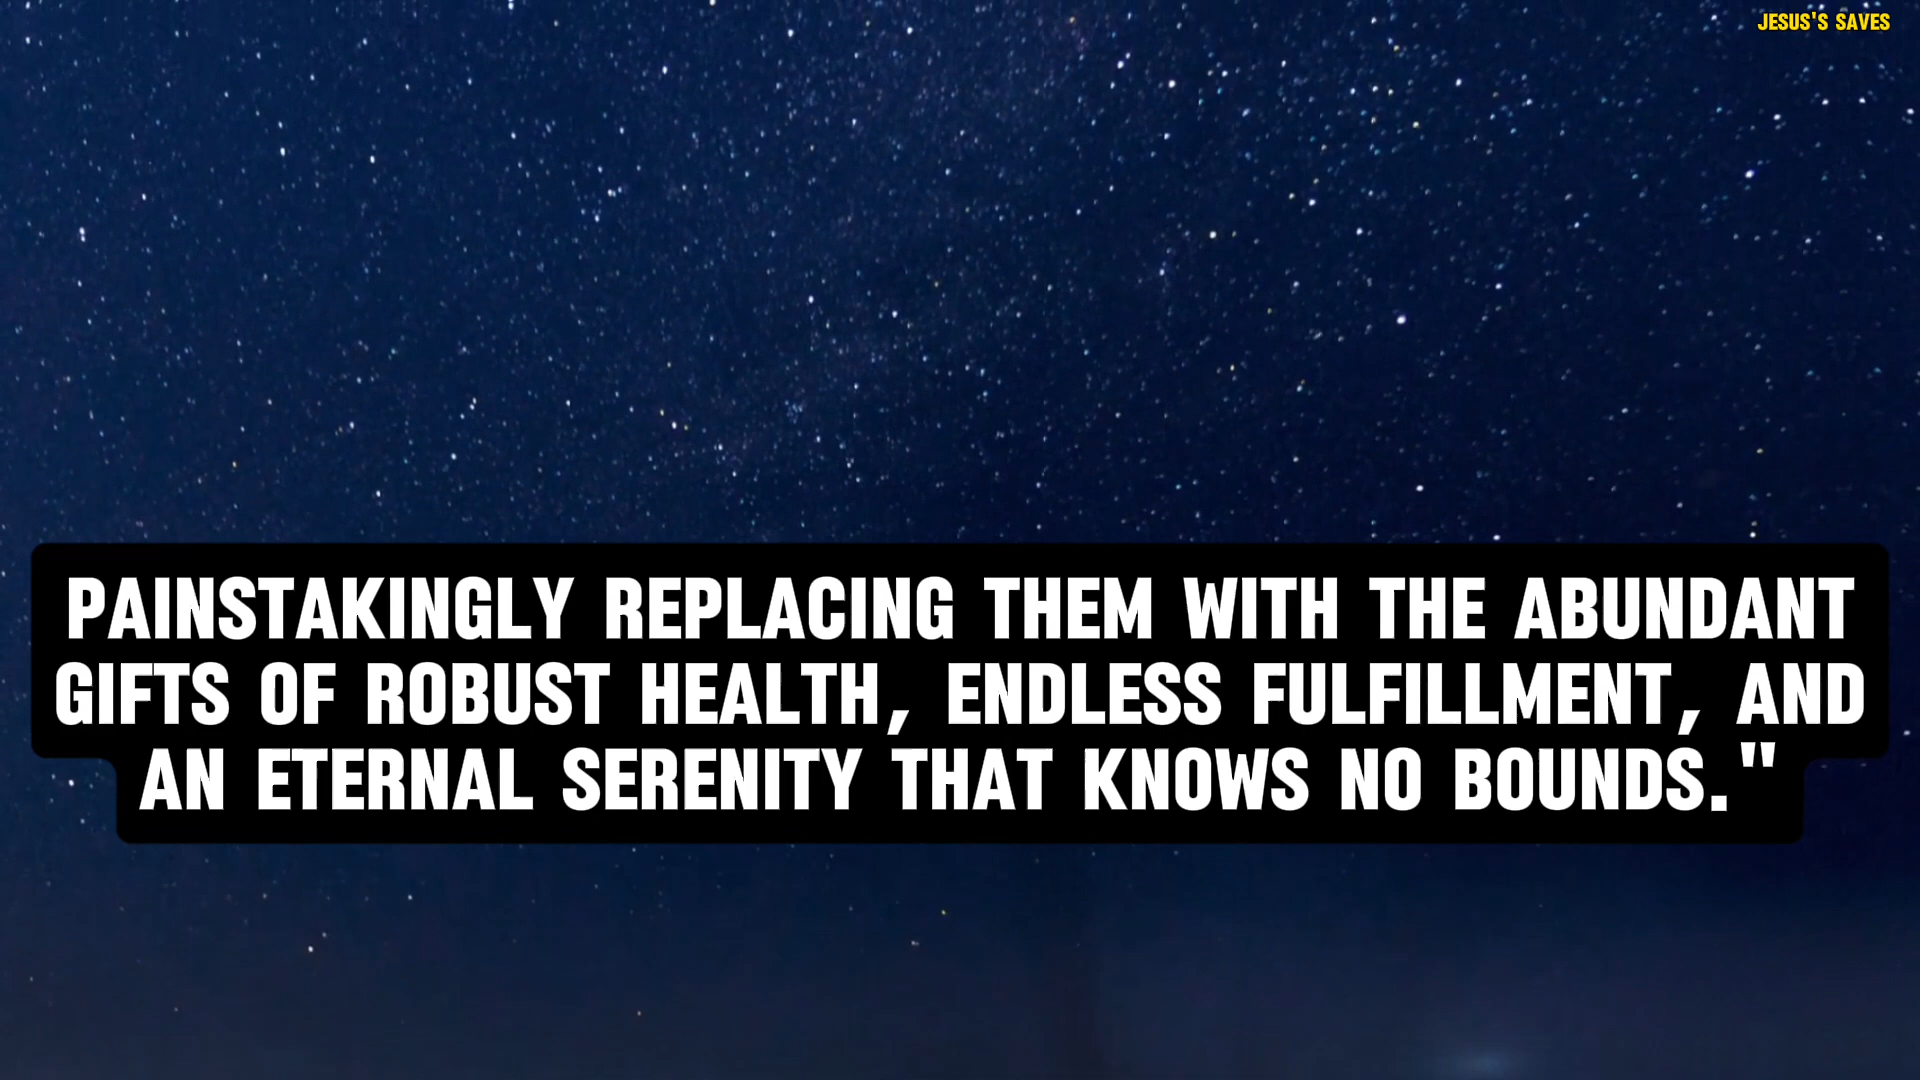 JESUS'S SAVES
PAINSTAKINGLY REPLACING THEM WITH THE ABUNDANT
GIFTS OF ROBUST HEALTH, ENDLESS FULFILLMENT, AND
AN ETERNAL SERENITY THAT KNOWS NO BOUNDS."